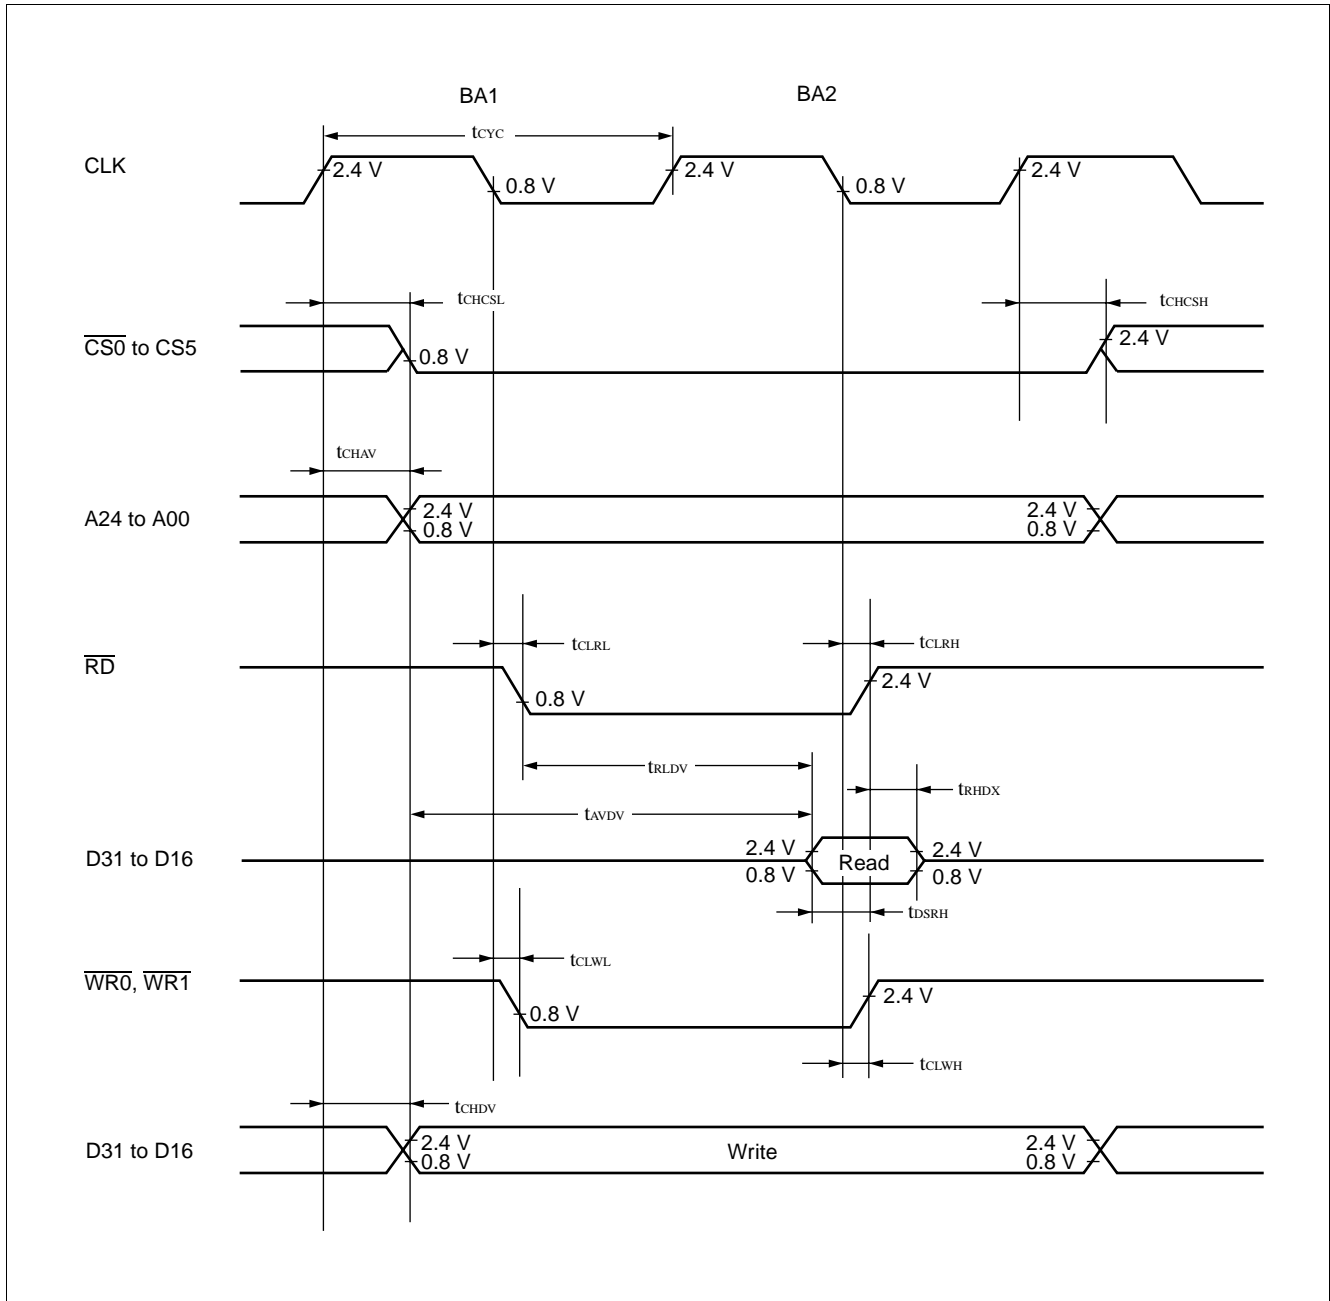 BA1 BA2
tCYC
CLK 2.4 V 0.8 V 2.4 V 0.8 V 2.4 V
tCHCSL tCHCSH
CS0 to CS5 0.8 V 2.4 V
tCHAV
A24 to A00 2.4 V 0.8 V 2.4 V 0.8 V
tCLRL tCLRH
RD 0.8 V 2.4 V
tRLDV
tRHDX
tAVDV
D31 to D16 2.4 V 0.8 V Read 2.4 V 0.8 V
tDSRH
tCLWL
WR0, WR1 0.8 V 2.4 V
tCLWH
tCHDV
D31 to D16 2.4 V 0.8 V Write 2.4 V 0.8 V